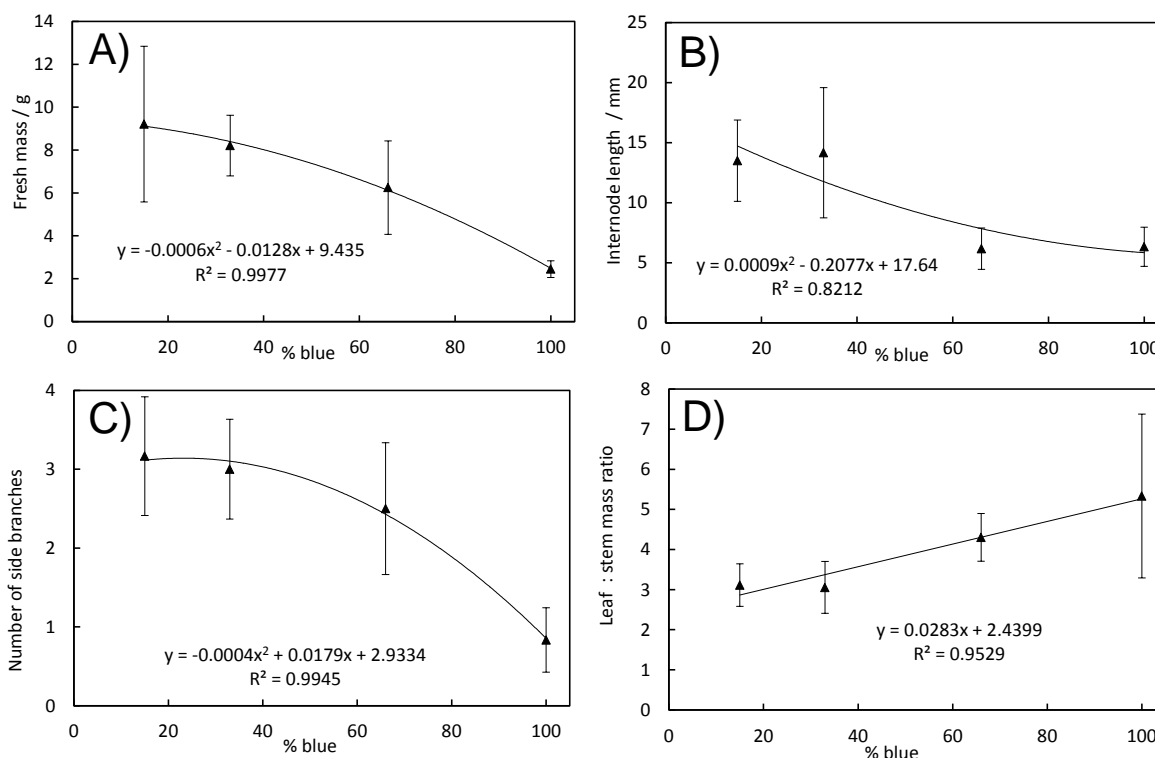 A)
Fresh mass / g
14
12
10
8
6
4
2
0
y = -0.0006x² - 0.0128x + 9.435
R² = 0.9977
0 20 40 60 80 100
% blue
B)
Internode length / mm
25
20
15
10
5
0
y = 0.0009x² - 0.2077x + 17.64
R² = 0.8212
0 20 40 60 80 100
% blue
C)
Number of side branches
4
3
2
1
0
y = -0.0004x² + 0.0179x + 2.9334
R² = 0.9945
0 20 40 60 80 100
% blue
D)
Leaf : stem mass ratio
8
7
6
5
4
3
2
1
0
y = 0.0283x + 2.4399
R² = 0.9529
0 20 40 60 80 100
% blue